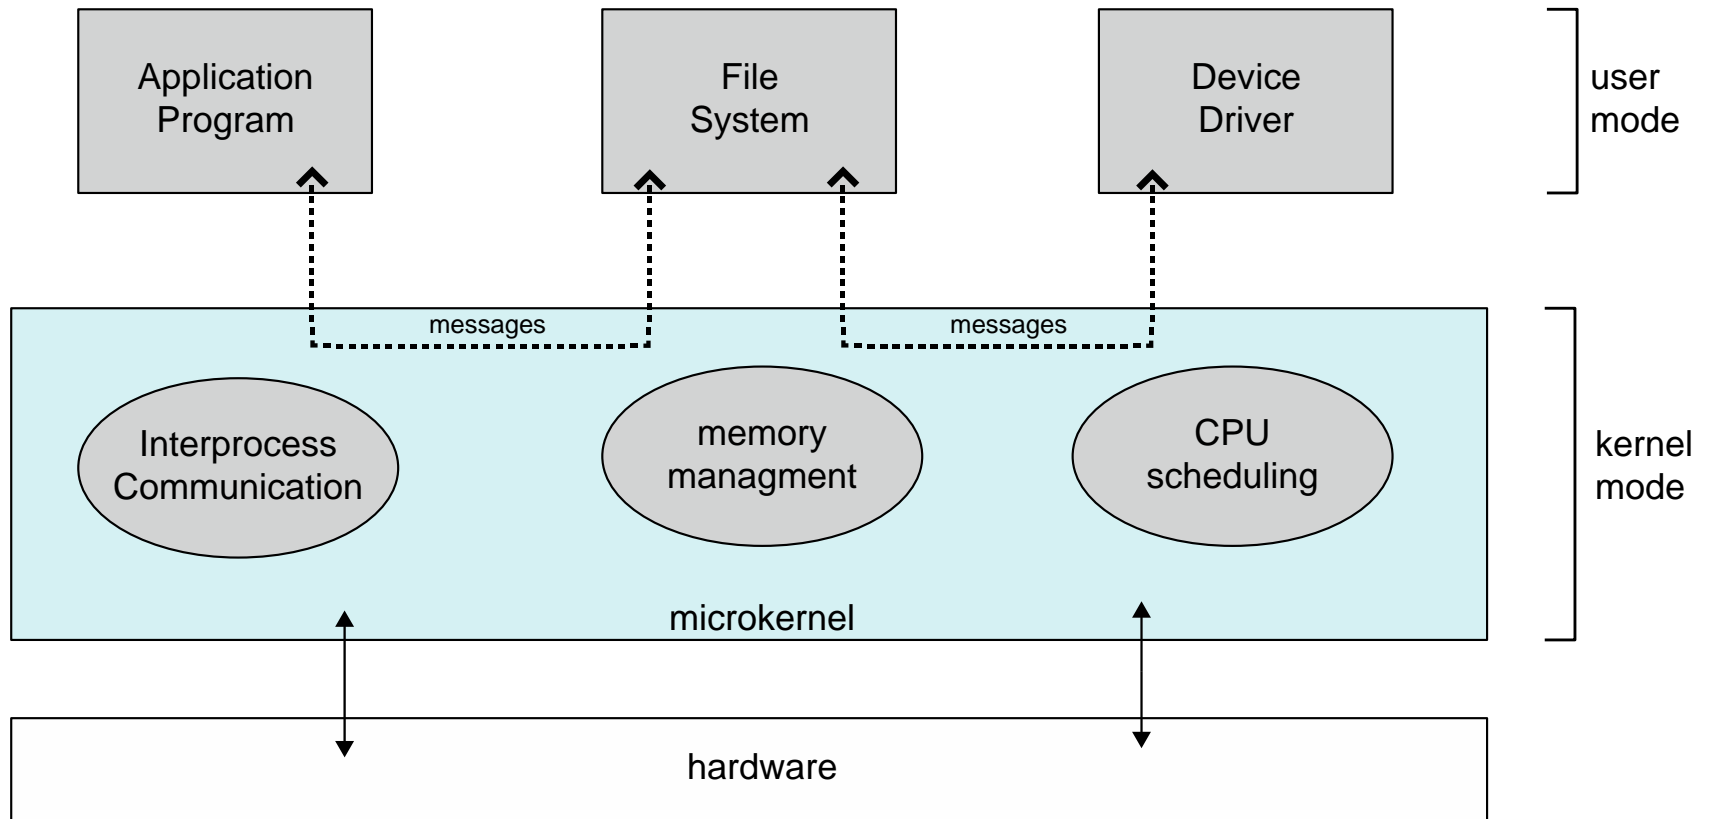 Application
Program
File
System
Device
Driver
user
mode
messages
messages
Interprocess
Communication
memory
managment
CPU
scheduling
kernel
mode
microkernel
hardware